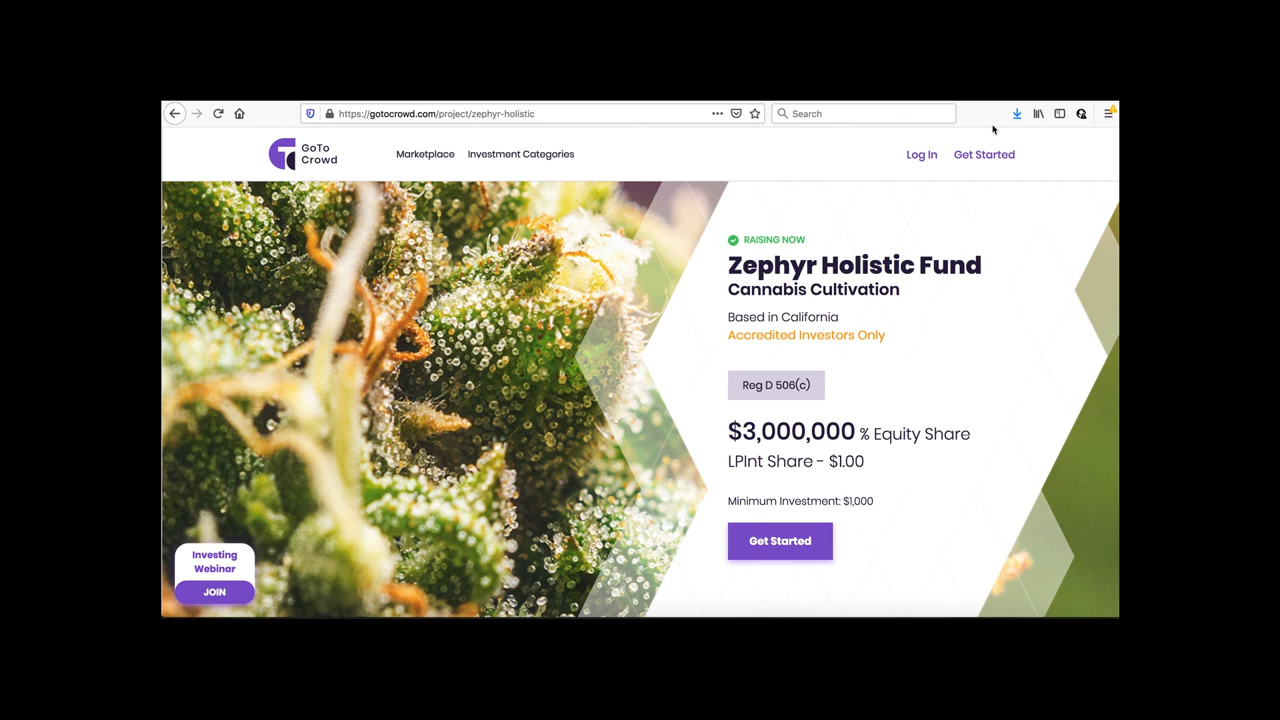 https://gotocrowd.com/project/zephyr-holistic
Search
GoTo
Crowd
Marketplace
Investment Categories
Log In
Get Started
RAISING NOW
Zephyr Holistic Fund
Cannabis Cultivation
Based in California
Accredited Investors Only
Reg D 506(c)
$3,000,000 % Equity Share
LPInt Share - $1.00
Minimum Investment: $1,000
Get Started
Investing
Webinar
JOIN